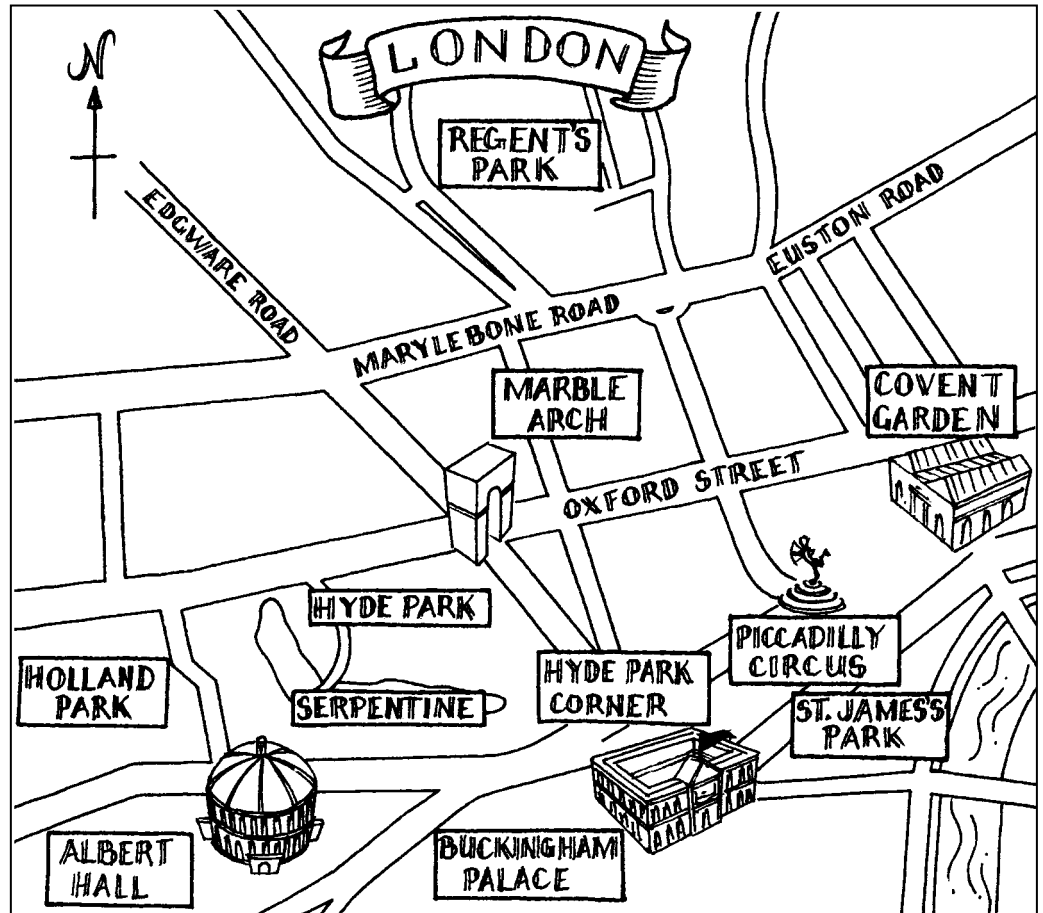 LONDON
N
REGENT'S
PARK
EDGWARE ROAD
EUSTON ROAD
MARYLEBONE ROAD
MARBLE
ARCH
COVENT
GARDEN
OXFORD STREET
HYDE PARK
PICCADILLY
CIRCUS
HOLLAND
PARK
HYDE PARK
CORNER
SERPENTINE
ST. JAMES'S
PARK
ALBERT
HALL
BUCKINGHAM
PALACE